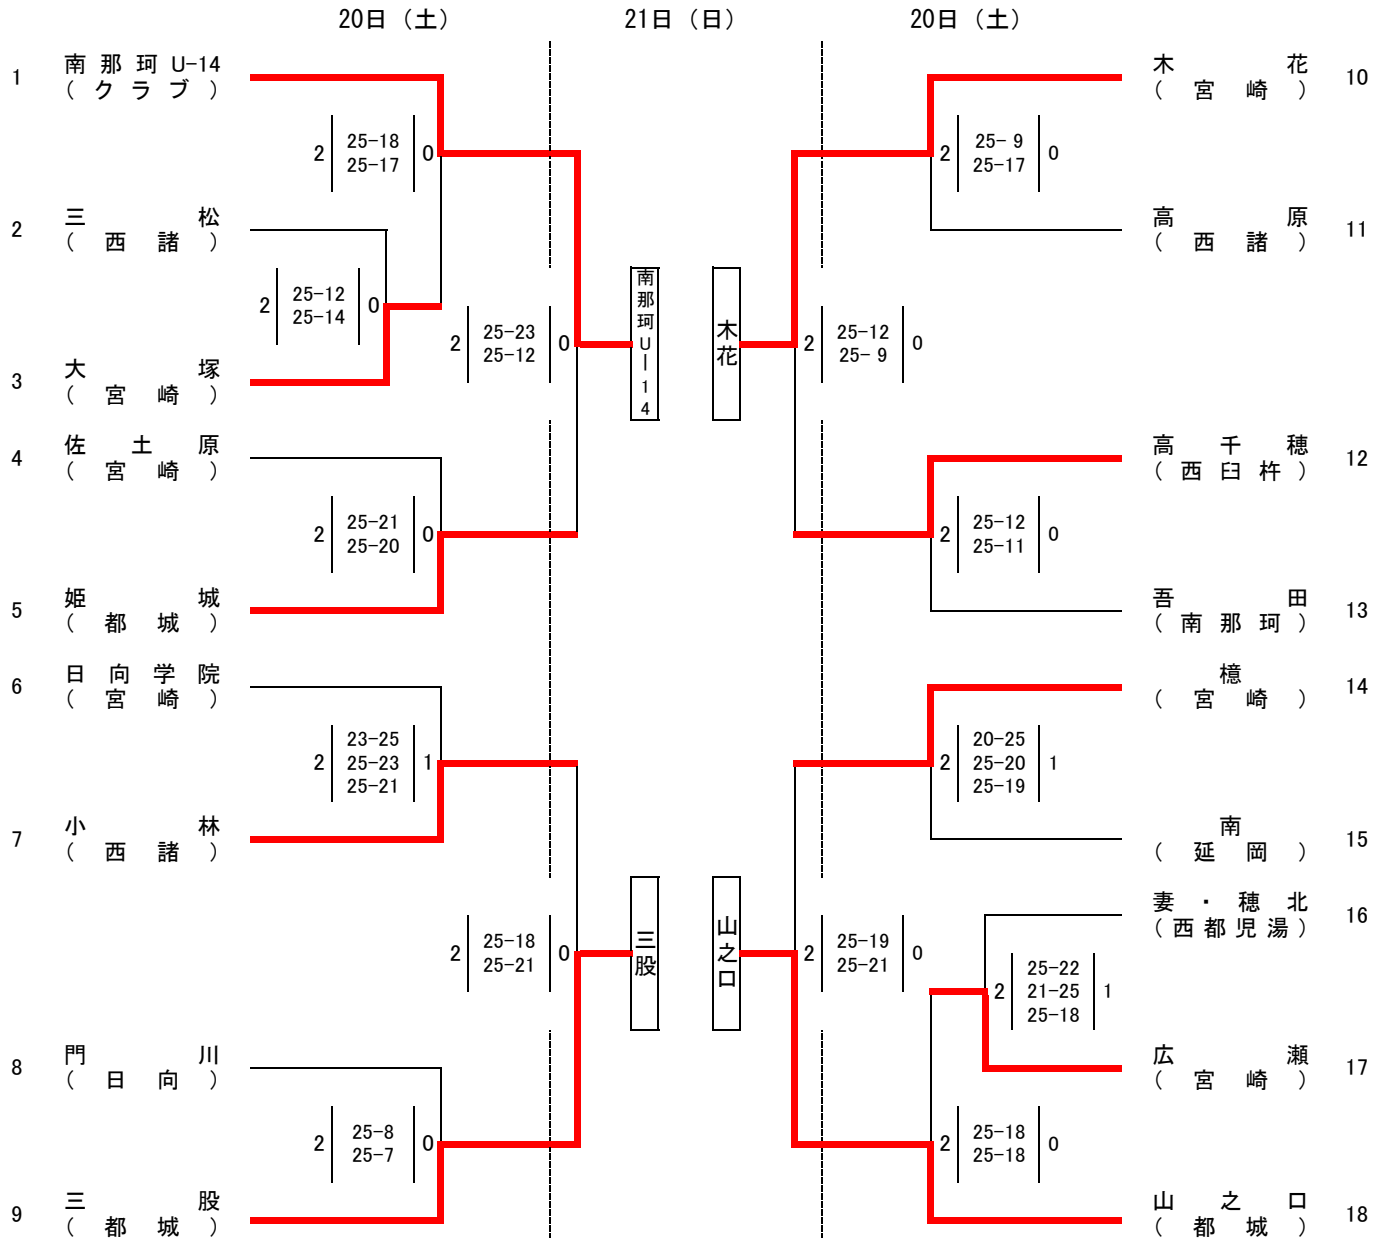 20日（土）
21日（日）
20日（土）
1
南那珂U-14
（クラブ）
2
25-18
25-17
0
2
三松
（西諸）
2
25-12
25-14
0
3
大塚
（宮崎）
2
25-23
25-12
0
4
佐土原
（宮崎）
2
25-21
25-20
0
5
姫城
（都城）
6
日向学院
（宮崎）
2
23-25
25-23
25-21
1
7
小林
（西諸）
2
25-18
25-21
0
8
門川
（日向）
2
25-8
25-7
0
9
三股
（都城）
南那珂U-14
三股
木花
山之口
木花
（宮崎）
10
2
25- 9
25-17
0
高原
（西諸）
11
2
25-12
25- 9
0
高千穂
（西臼杵）
12
2
25-12
25-11
0
吾田
（南那珂）
13
檍
（宮崎）
14
2
20-25
25-20
25-19
1
南
（延岡）
15
2
25-19
25-21
0
妻・穂北
（西都児湯）
16
2
25-22
21-25
25-18
1
広瀬
（宮崎）
17
2
25-18
25-18
0
山之口
（都城）
18